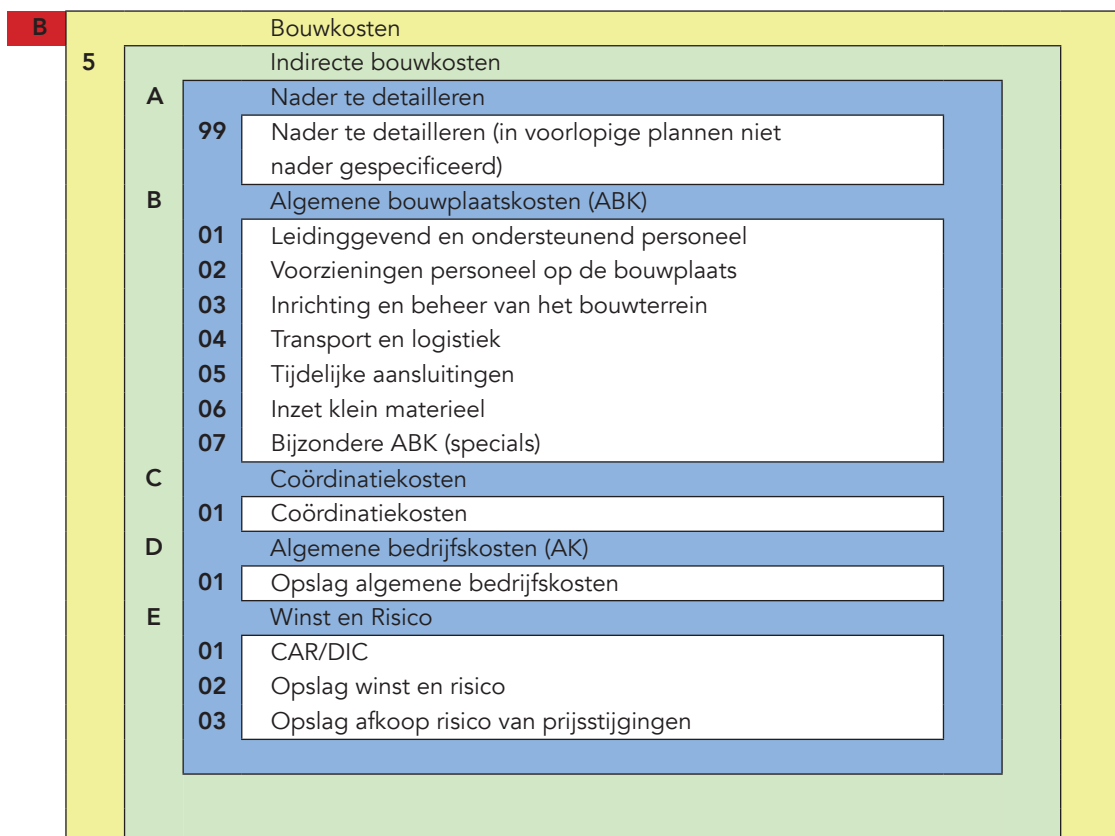 B Bouwkosten
5 Indirecte bouwkosten
A Nader te detailleren
99 Nader te detailleren (in voorlopige plannen niet
nader gespecificeerd)
B Algemene bouwplaatskosten (ABK)
01 Leidinggevend en ondersteunend personeel
02 Voorzieningen personeel op de bouwplaats
03 Inrichting en beheer van het bouwterrein
04 Transport en logistiek
05 Tijdelijke aansluitingen
06 Inzet klein materieel
07 Bijzondere ABK (specials)
C Coördinatiekosten
01 Coördinatiekosten
D Algemene bedrijfskosten (AK)
01 Opslag algemene bedrijfskosten
E Winst en Risico
01 CAR/DIC
02 Opslag winst en risico
03 Opslag afkoop risico van prijsstijgingen